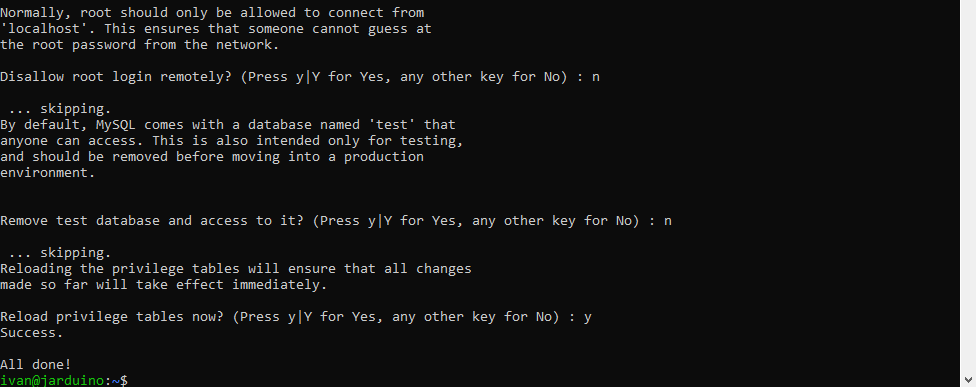 Normally, root should only be allowed to connect from
'localhost'. This ensures that someone cannot guess at
the root password from the network.
Disallow root login remotely? (Press y|Y for Yes, any other key for No) : n
... skipping.
By default, MySQL comes with a database named 'test' that
anyone can access. This is also intended only for testing,
and should be removed before moving into a production
environment.
Remove test database and access to it? (Press y|Y for Yes, any other key for No) : n
... skipping.
Reloading the privilege tables will ensure that all changes
made so far will take effect immediately.
Reload privilege tables now? (Press y|Y for Yes, any other key for No) : y
Success.
All done!
ivan@jarduino:~$